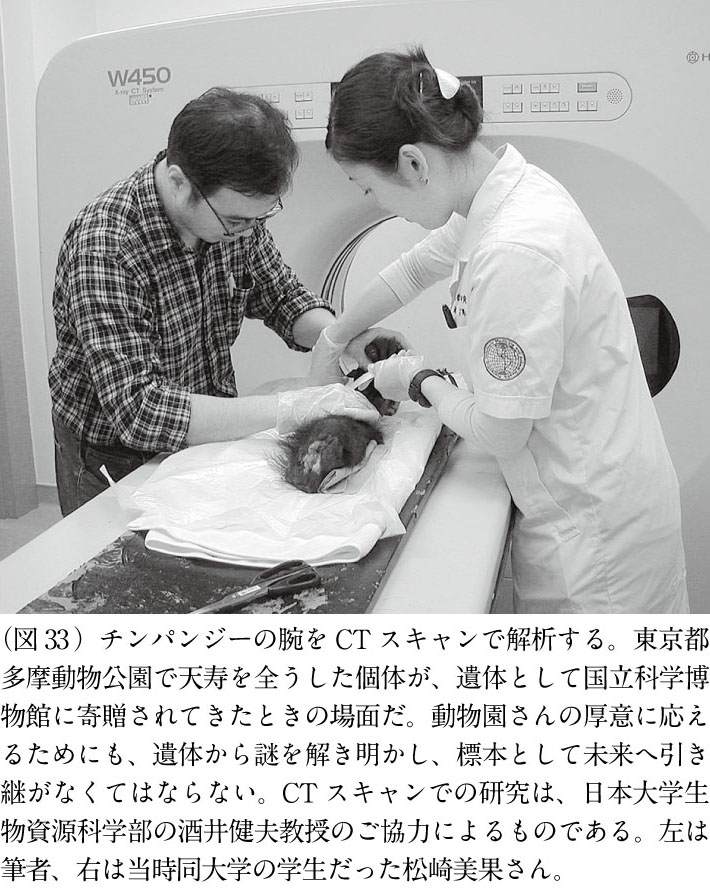 W450
X-ray CT System
(図33)チンパンジーの腕をCTスキャンで解析する。東京都
多摩動物公園で天寿を全うした個体が、遺体として国立科学博
物館に寄贈されてきたときの場面だ。動物園さんの厚意に応え
るためにも、遺体から謎を解き明かし、標本として未来へ引き
継がなくてはならない。CTスキャンでの研究は、日本大学生
物資源科学部の酒井健夫教授のご協力によるものである。左は
筆者、右は当時同大学の学生だった松崎美果さん。